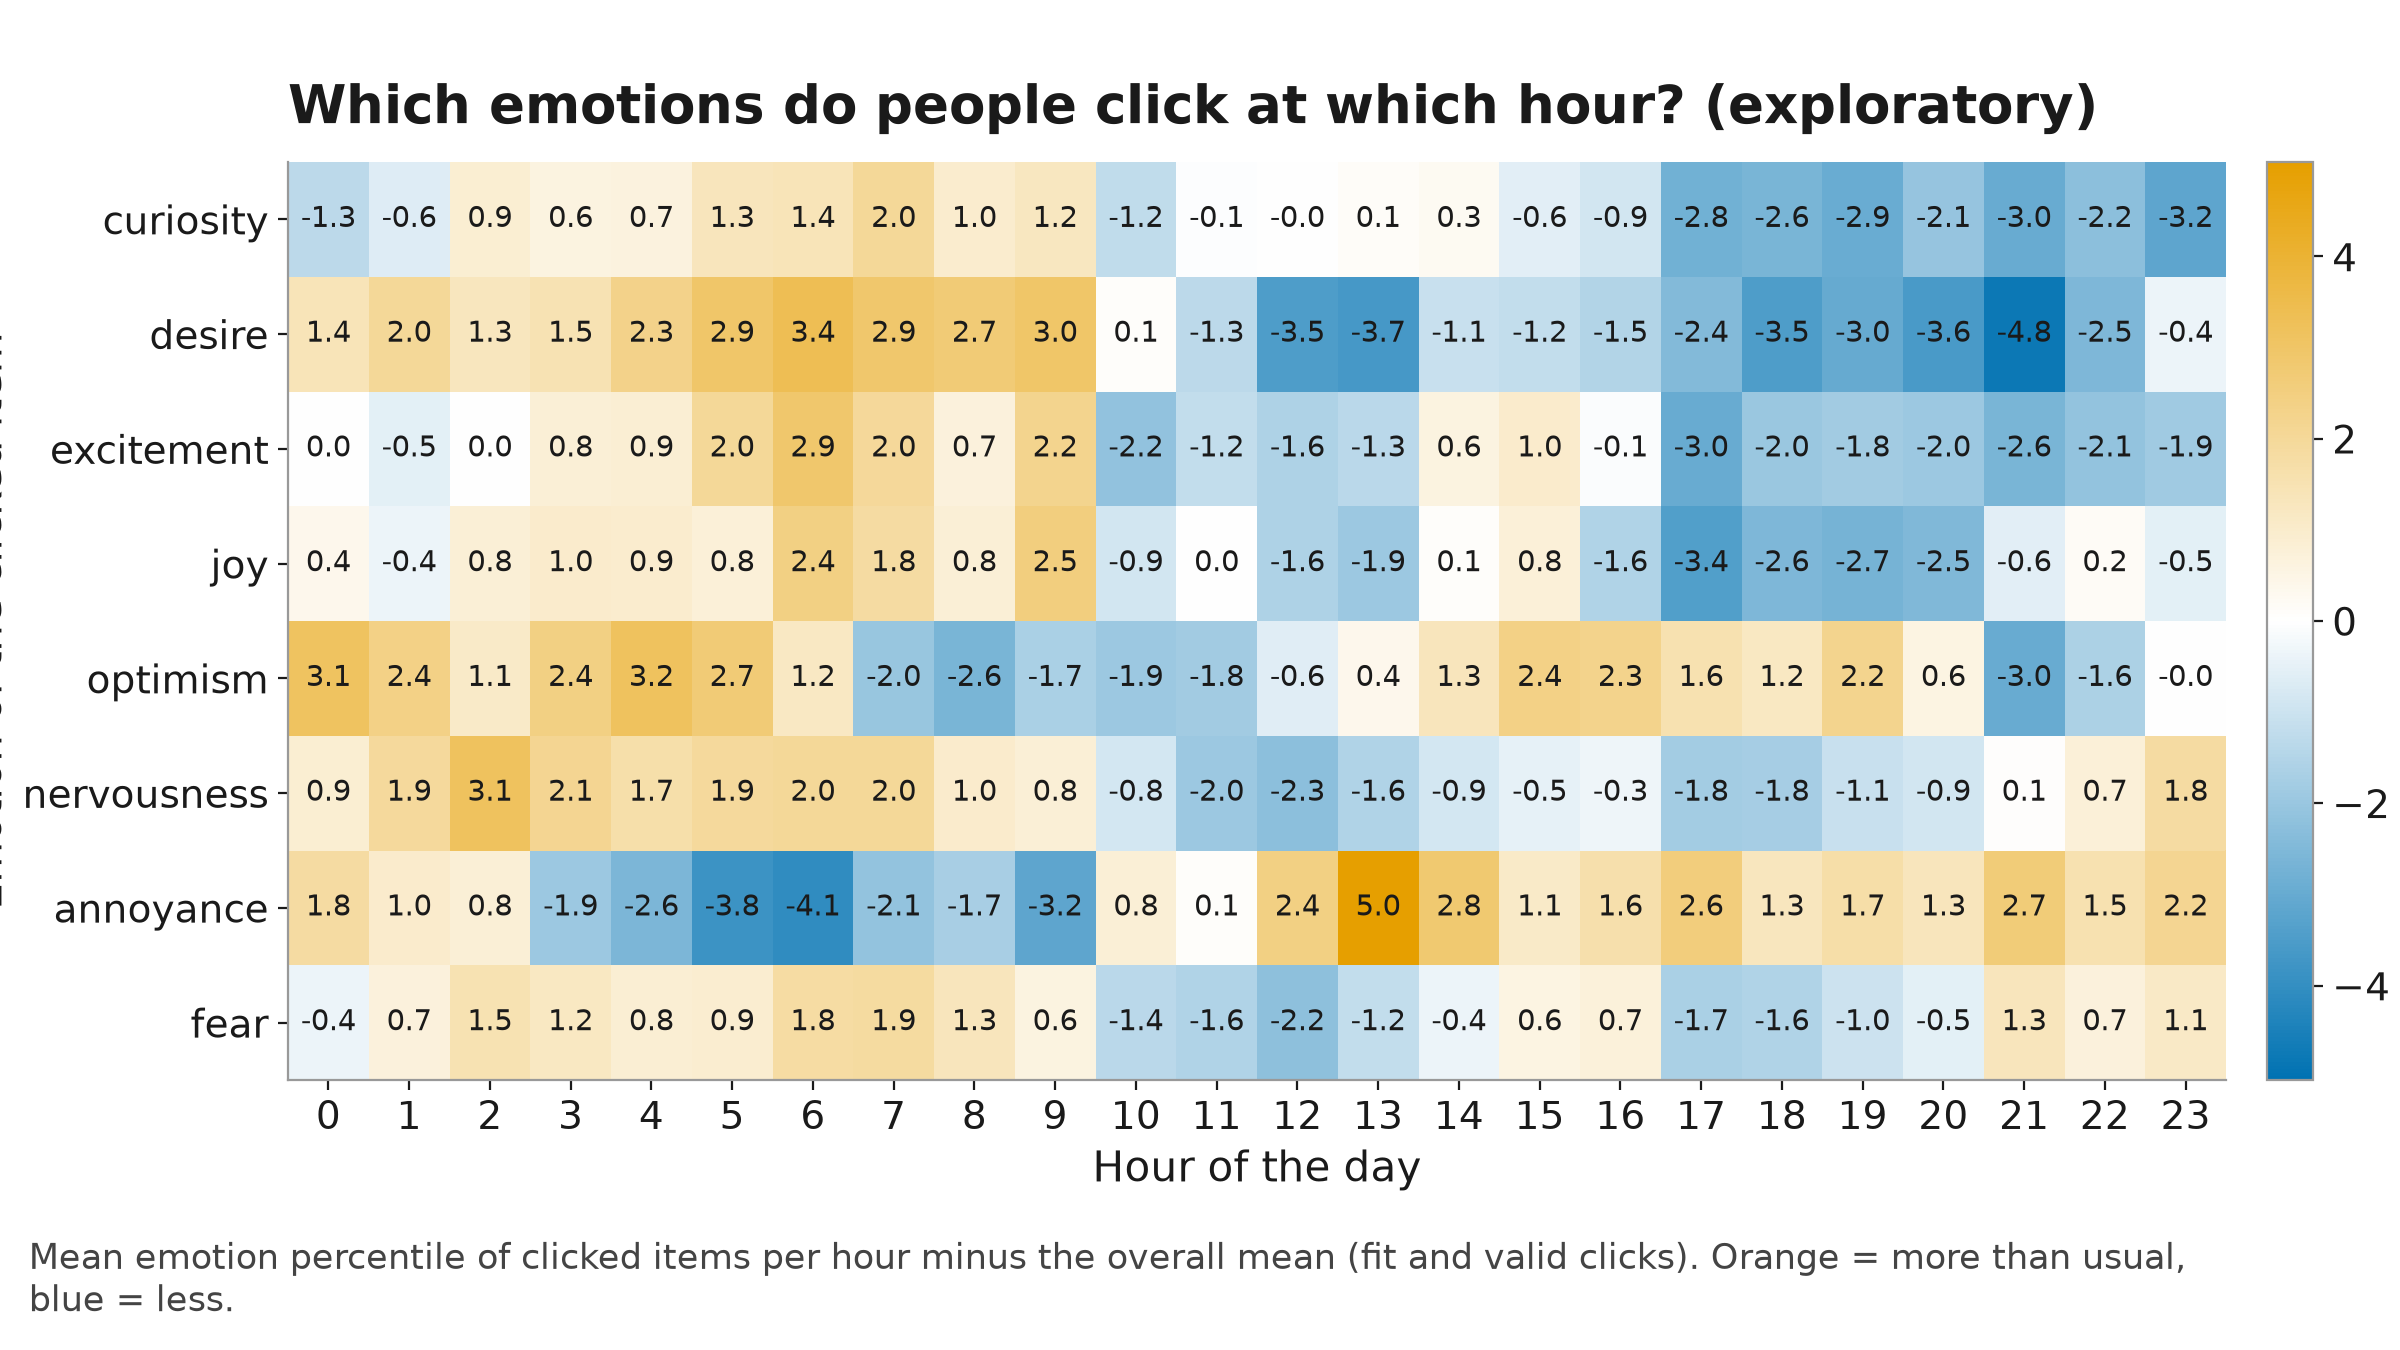 Which emotions do people click at which hour? (exploratory)
curiosity -1.3 -0.6 0.9 0.6 0.7 1.3 1.4 2.0 1.0 1.2 -1.2 -0.1 -0.0 0.1 0.3 -0.6 -0.9 -2.8 -2.6 -2.9 -2.1 -3.0 -2.2 -3.2
4
desire 1.4 2.0 1.3 1.5 2.3 2.9 3.4 2.9 2.7 3.0 0.1 -1.3 -3.5 -3.7 -1.1 -1.2 -1.5 -2.4 -3.5 -3.0 -3.6 -4.8 -2.5 -0.4
2
excitement 0.0 -0.5 0.0 0.8 0.9 2.0 2.9 2.0 0.7 2.2 -2.2 -1.2 -1.6 -1.3 0.6 1.0 -0.1 -3.0 -2.0 -1.8 -2.0 -2.6 -2.1 -1.9
joy 0.4 -0.4 0.8 1.0 0.9 0.8 2.4 1.8 0.8 2.5 -0.9 0.0 -1.6 -1.9 0.1 0.8 -1.6 -3.4 -2.6 -2.7 -2.5 -0.6 0.2 -0.5
0
optimism 3.1 2.4 1.1 2.4 3.2 2.7 1.2 -2.0 -2.6 -1.7 -1.9 -1.8 -0.6 0.4 1.3 2.4 2.3 1.6 1.2 2.2 0.6 -3.0 -1.6 -0.0
nervousness 0.9 1.9 3.1 2.1 1.7 1.9 2.0 2.0 1.0 0.8 -0.8 -2.0 -2.3 -1.6 -0.9 -0.5 -0.3 -1.8 -1.8 -1.1 -0.9 0.1 0.7 1.8
−2
annoyance 1.8 1.0 0.8 -1.9 -2.6 -3.8 -4.1 -2.1 -1.7 -3.2 0.8 0.1 2.4 5.0 2.8 1.1 1.6 2.6 1.3 1.7 1.3 2.7 1.5 2.2
−4
fear -0.4 0.7 1.5 1.2 0.8 0.9 1.8 1.9 1.3 0.6 -1.4 -1.6 -2.2 -1.2 -0.4 0.6 0.7 -1.7 -1.6 -1.0 -0.5 1.3 0.7 1.1
0 1 2 3 4 5 6 7 8 9 10 11 12 13 14 15 16 17 18 19 20 21 22 23
Hour of the day
Mean emotion percentile of clicked items per hour minus the overall mean (fit and valid clicks). Orange = more than usual,
blue = less.